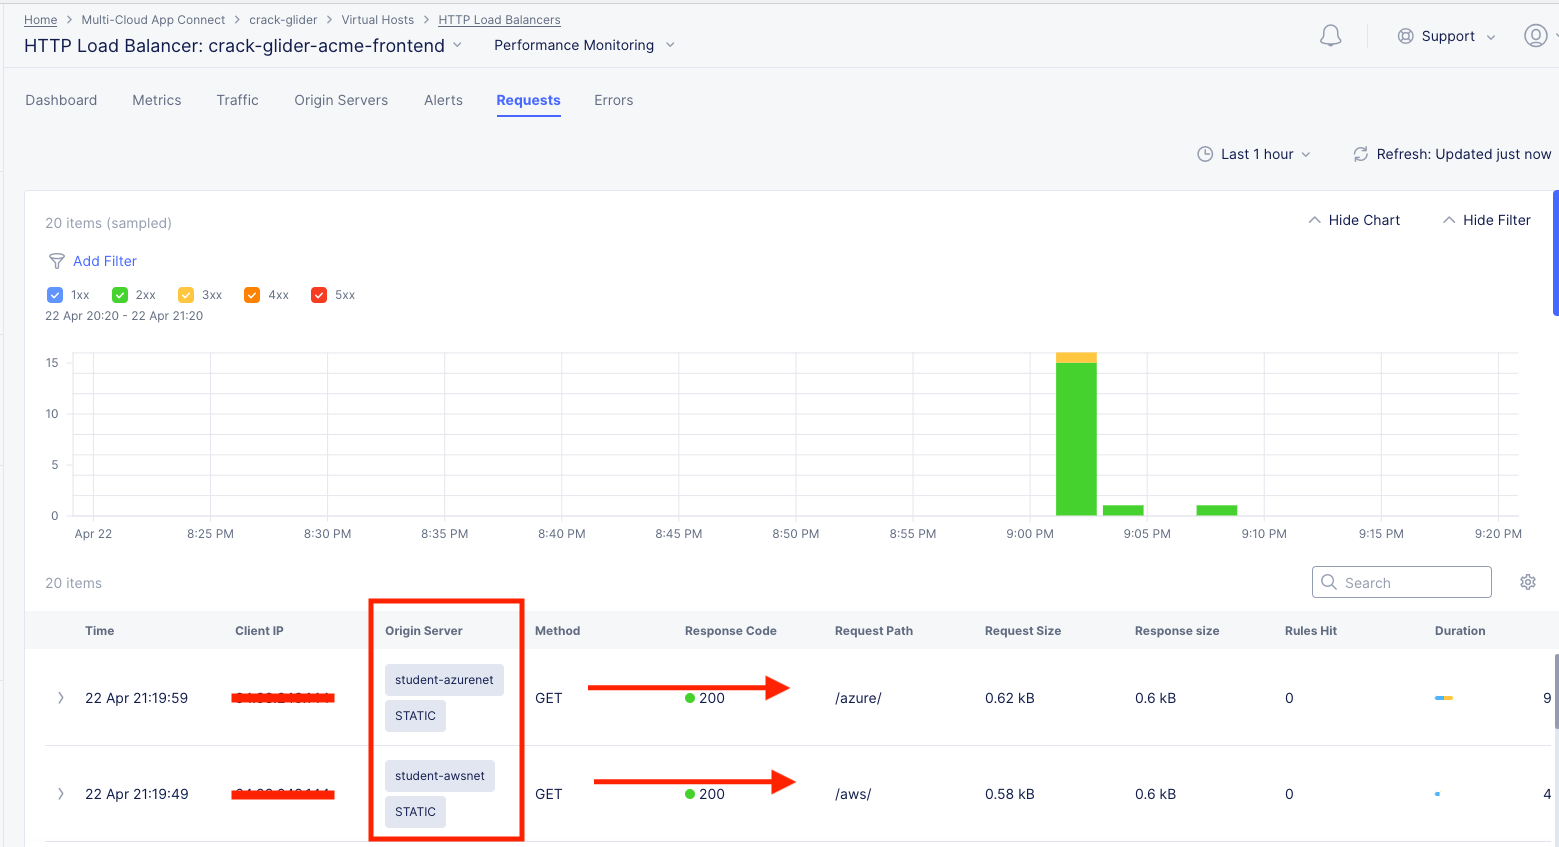 Home > Multi-Cloud App Connect > crack-glider > Virtual Hosts > HTTP Load Balancers
HTTP Load Balancer: crack-glider-acme-frontend Performance Monitoring
Support
Dashboard Metrics Traffic Origin Servers Alerts Requests Errors
Last 1 hour Refresh: Updated just now
20 items (sampled) Hide Chart Hide Filter
Add Filter
1xx 2xx 3xx 4xx 5xx
22 Apr 20:20 - 22 Apr 21:20
15
10
5
0
Apr 22 8:25 PM 8:30 PM 8:35 PM 8:40 PM 8:45 PM 8:50 PM 8:55 PM 9:00 PM 9:05 PM 9:10 PM 9:15 PM 9:20 PM
20 items Search
Time Client IP Origin Server Method Response Code Request Path Request Size Response size Rules Hit Duration
student-azurenet
22 Apr 21:19:59 GET 200 /azure/ 0.62 kB 0.6 kB 0 9
STATIC
student-awsnet
22 Apr 21:19:49 GET 200 /aws/ 0.58 kB 0.6 kB 0 4
STATIC